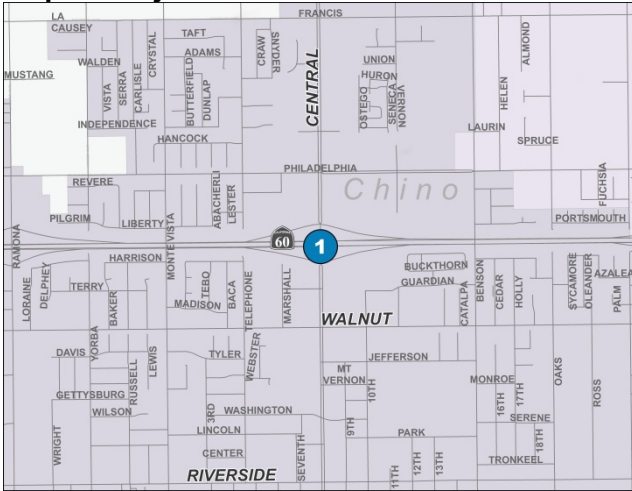 FRANCIS
LA
CAUSEY
TAFT
ADAMS
WALDEN
MUSTANG
VISTA
SERRA
CARLISLE
CRYSTAL
BUTTERFIELD
DUNLAP
CRAW
SNYDER
CENTRAL
UNION
HURON
OSTEGO
SENECA
VERNON
HELEN
ALMOND
INDEPENDENCE
HANCOCK
LAURIN
SPRUCE
PHILADELPHIA
REVERE
Chino
FUCHSIA
PILGRIM
LIBERTY
ABACHERLI
LESTER
PORTSMOUTH
RAMONA
MONTE VISTA
60
1
HARRISON
LORAINE
DELPHEY
TERRY
BAKER
TEBO
MADISON
BACA
TELEPHONE
MARSHALL
BUCKTHORN
GUARDIAN
CATALPA
BENSON
CEDAR
HOLLY
SYCAMORE
OLEANDER
AZALEA
PALM
WALNUT
DAVIS
YORBA
TYLER
WEBSTER
JEFFERSON
MT
VERNON
10TH
MONROE
OAKS
ROSS
GETTYSBURG
RUSSELL
LEWIS
WILSON
3RD
WASHINGTON
LINCOLN
9TH
PARK
16TH
17TH
SERENE
WRIGHT
CENTER
SEVENTH
RIVERSIDE
11TH
12TH
13TH
18TH
TRONKEEL